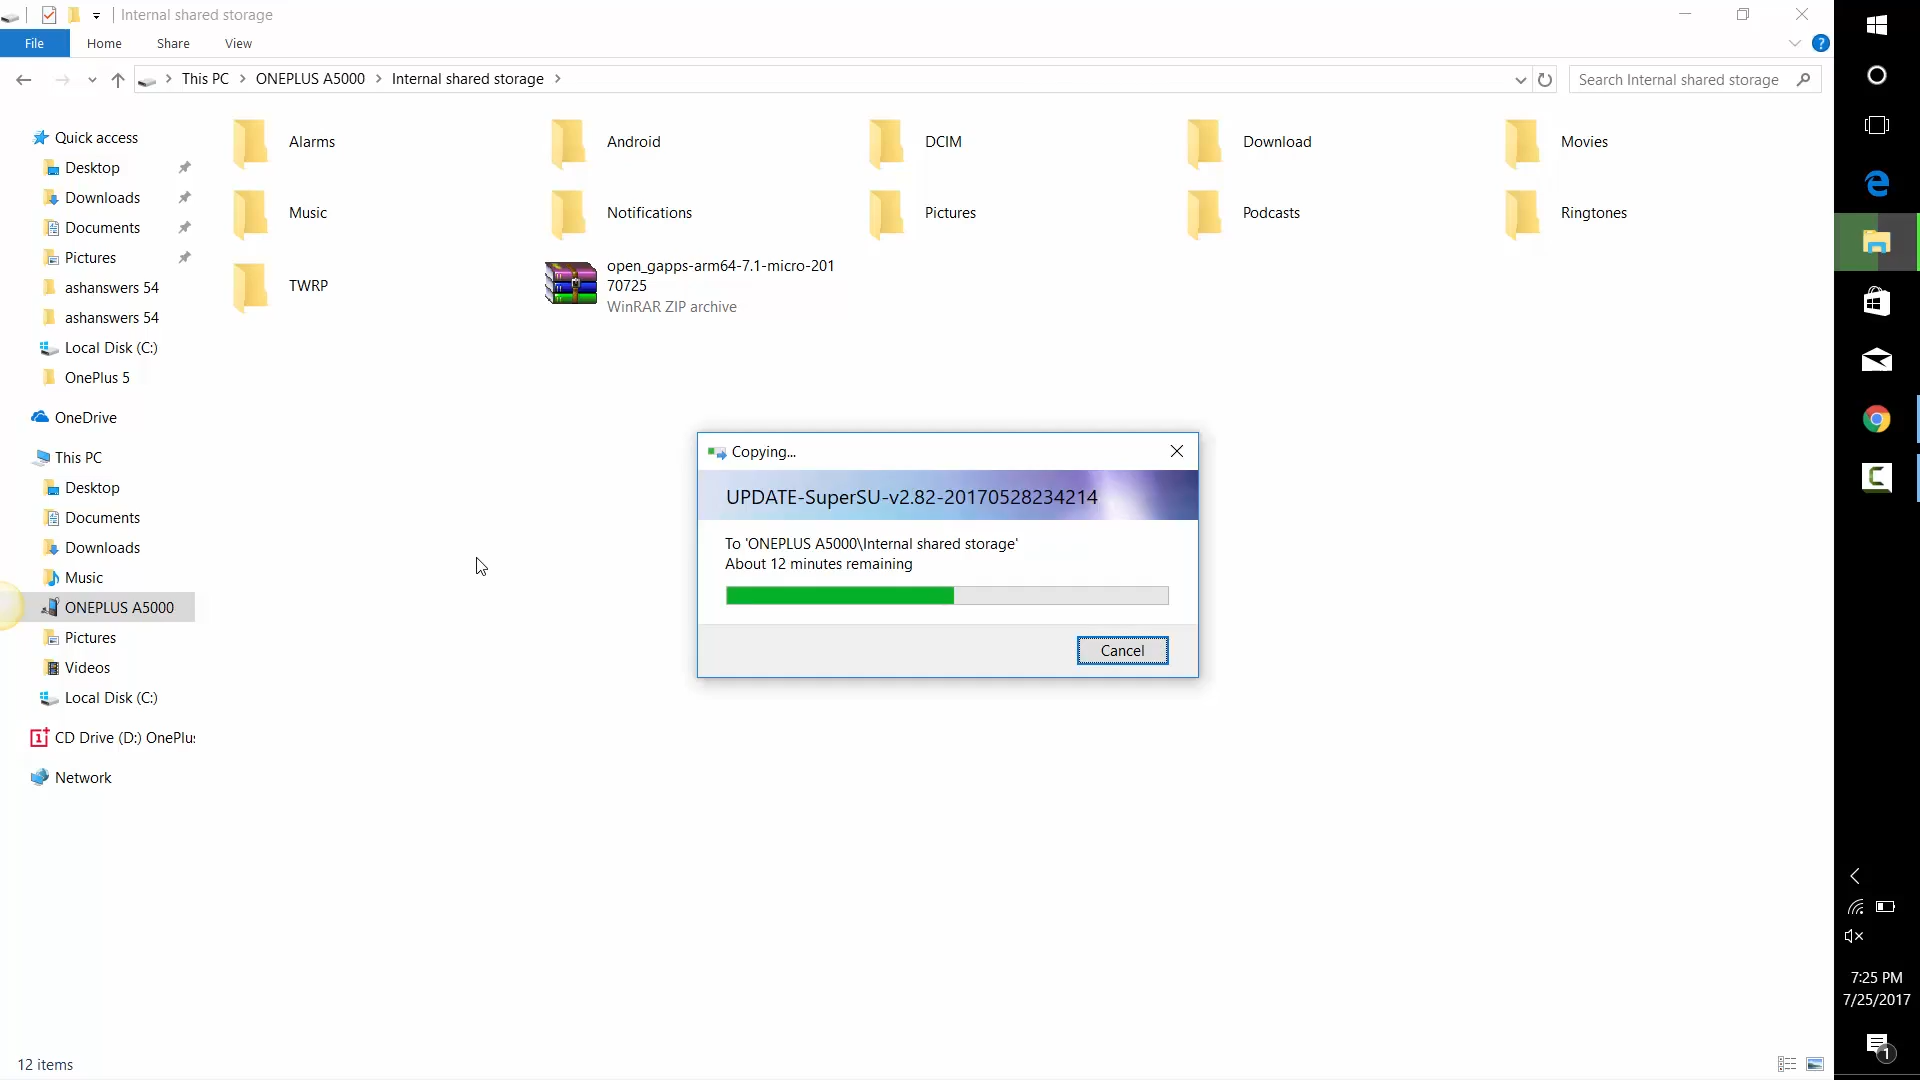 Internal shared storage
File
Home
Share
View
?
This PC
ONEPLUS A5000
Internal shared storage
Search Internal shared storage
Quick access
Desktop
Downloads
Documents
Pictures
ashanswers 54
ashanswers 54
Local Disk (C:)
OnePlus 5
OneDrive
This PC
Desktop
Documents
Downloads
Music
ONEPLUS A5000
Pictures
Videos
Local Disk (C:)
CD Drive (D:) OnePlu
Network
Alarms
Android
DCIM
Download
Movies
Music
Notifications
Pictures
Podcasts
Ringtones
TWRP
open_gapps-arm64-7.1-micro-201
70725
WinRAR ZIP archive
Copying...
UPDATE-SuperSU-v2.82-20170528234214
To 'ONEPLUS A5000\Internal shared storage'
About 12 minutes remaining
Cancel
12 items
7:25 PM
7/25/2017
1